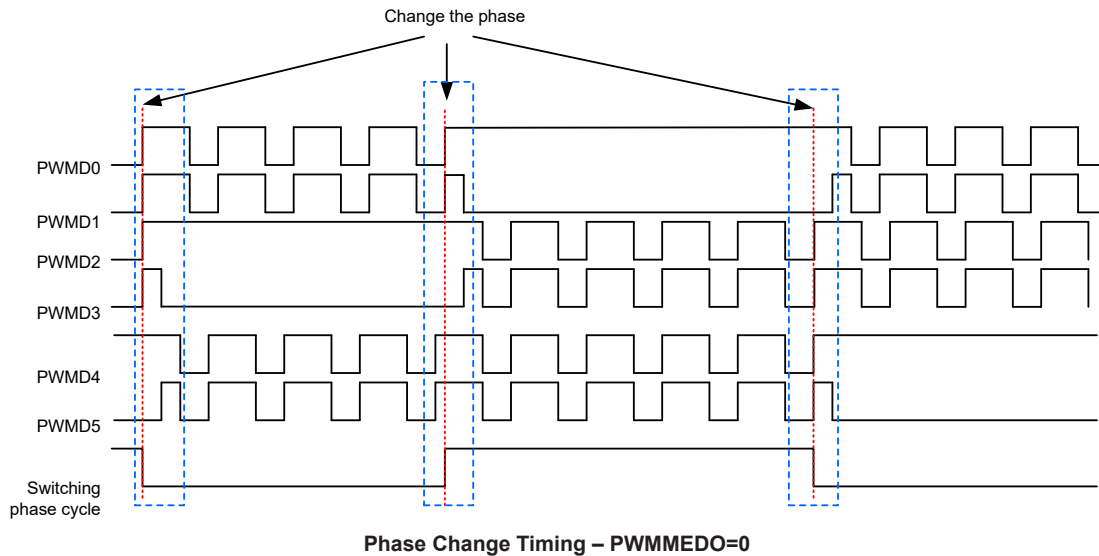 Change the phase
PWMD0
PWMD1
PWMD2
PWMD3
PWMD4
PWMD5
Switching
phase cycle
Phase Change Timing – PWMMEDO=0